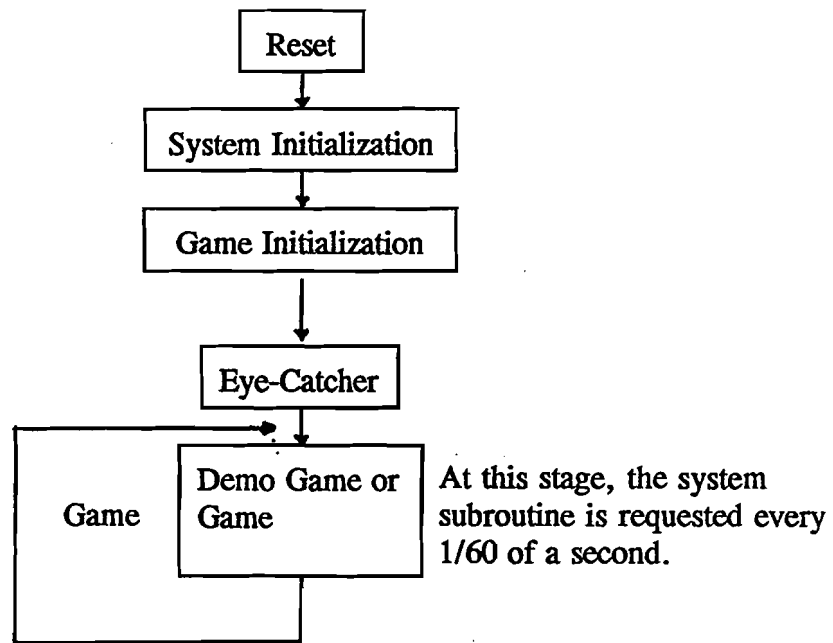 Reset
System Initialization
Game Initialization
Eye-Catcher
Demo Game or
Game
Game
At this stage, the system
subroutine is requested every
1/60 of a second.